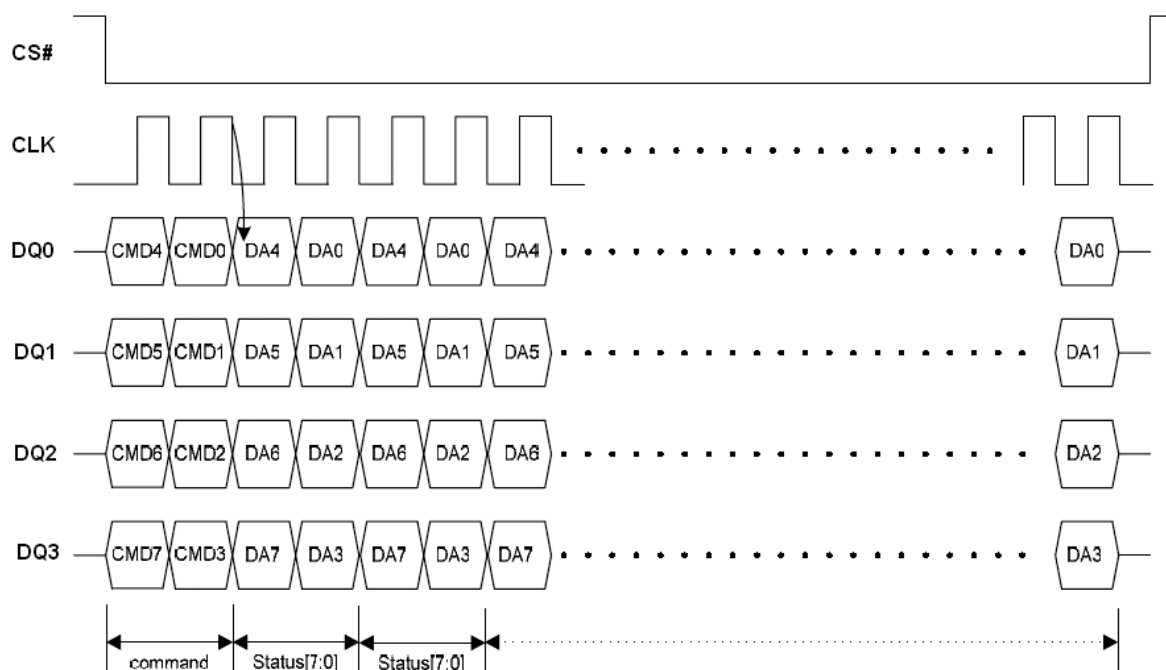 CS#
CLK
DQ0 CMD4 CMD0 DA4 DA0 DA4 DA0 DA4 DA0
DQ1 CMD5 CMD1 DA5 DA1 DA5 DA1 DA5 DA1
DQ2 CMD6 CMD2 DA6 DA2 DA6 DA2 DA6 DA2
DQ3 CMD7 CMD3 DA7 DA3 DA7 DA3 DA7 DA3
command Status[7:0] Status[7:0]